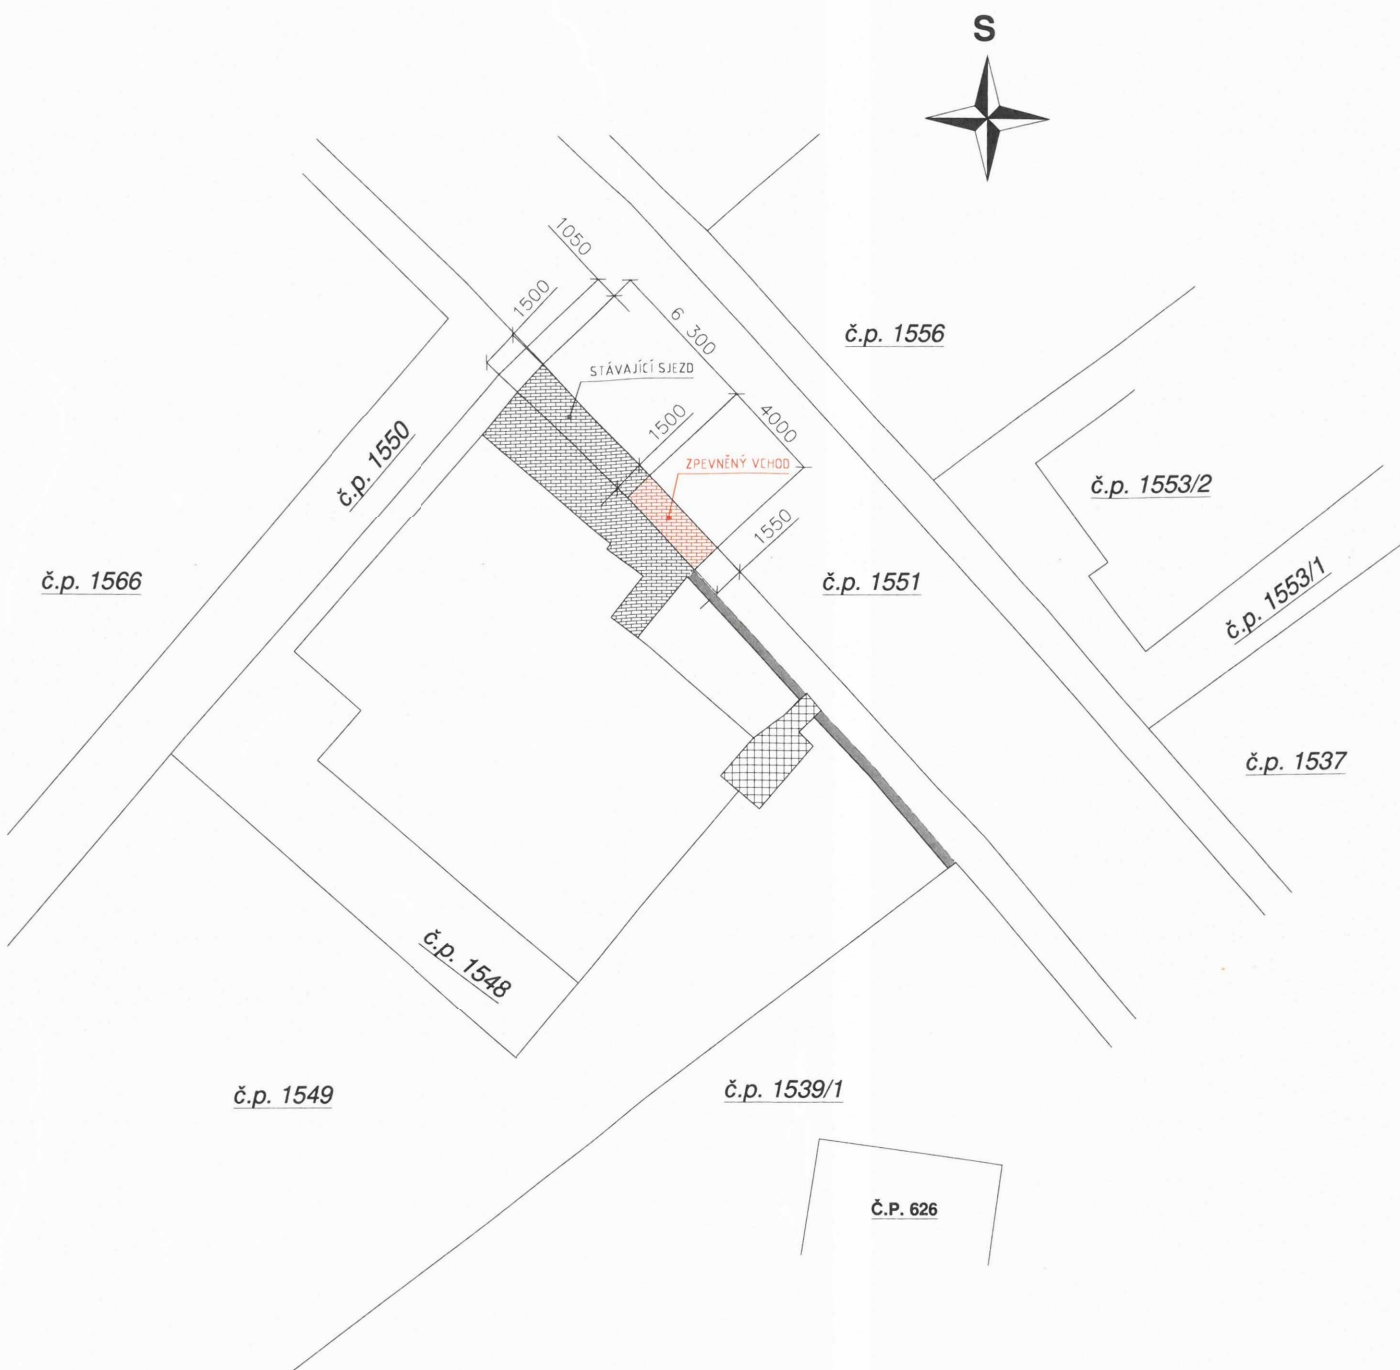 S
1050
1500
6 300
č.p. 1556
STÁVAJÍCÍ SJEZD
1500
4000
č.p. 1550
ZPEVNĚNÝ VCHOD
č.p. 1553/2
1550
č.p. 1566
č.p. 1551
č.p. 1553/1
č.p. 1537
č.p. 1548
č.p. 1549
č.p. 1539/1
Č.P. 626